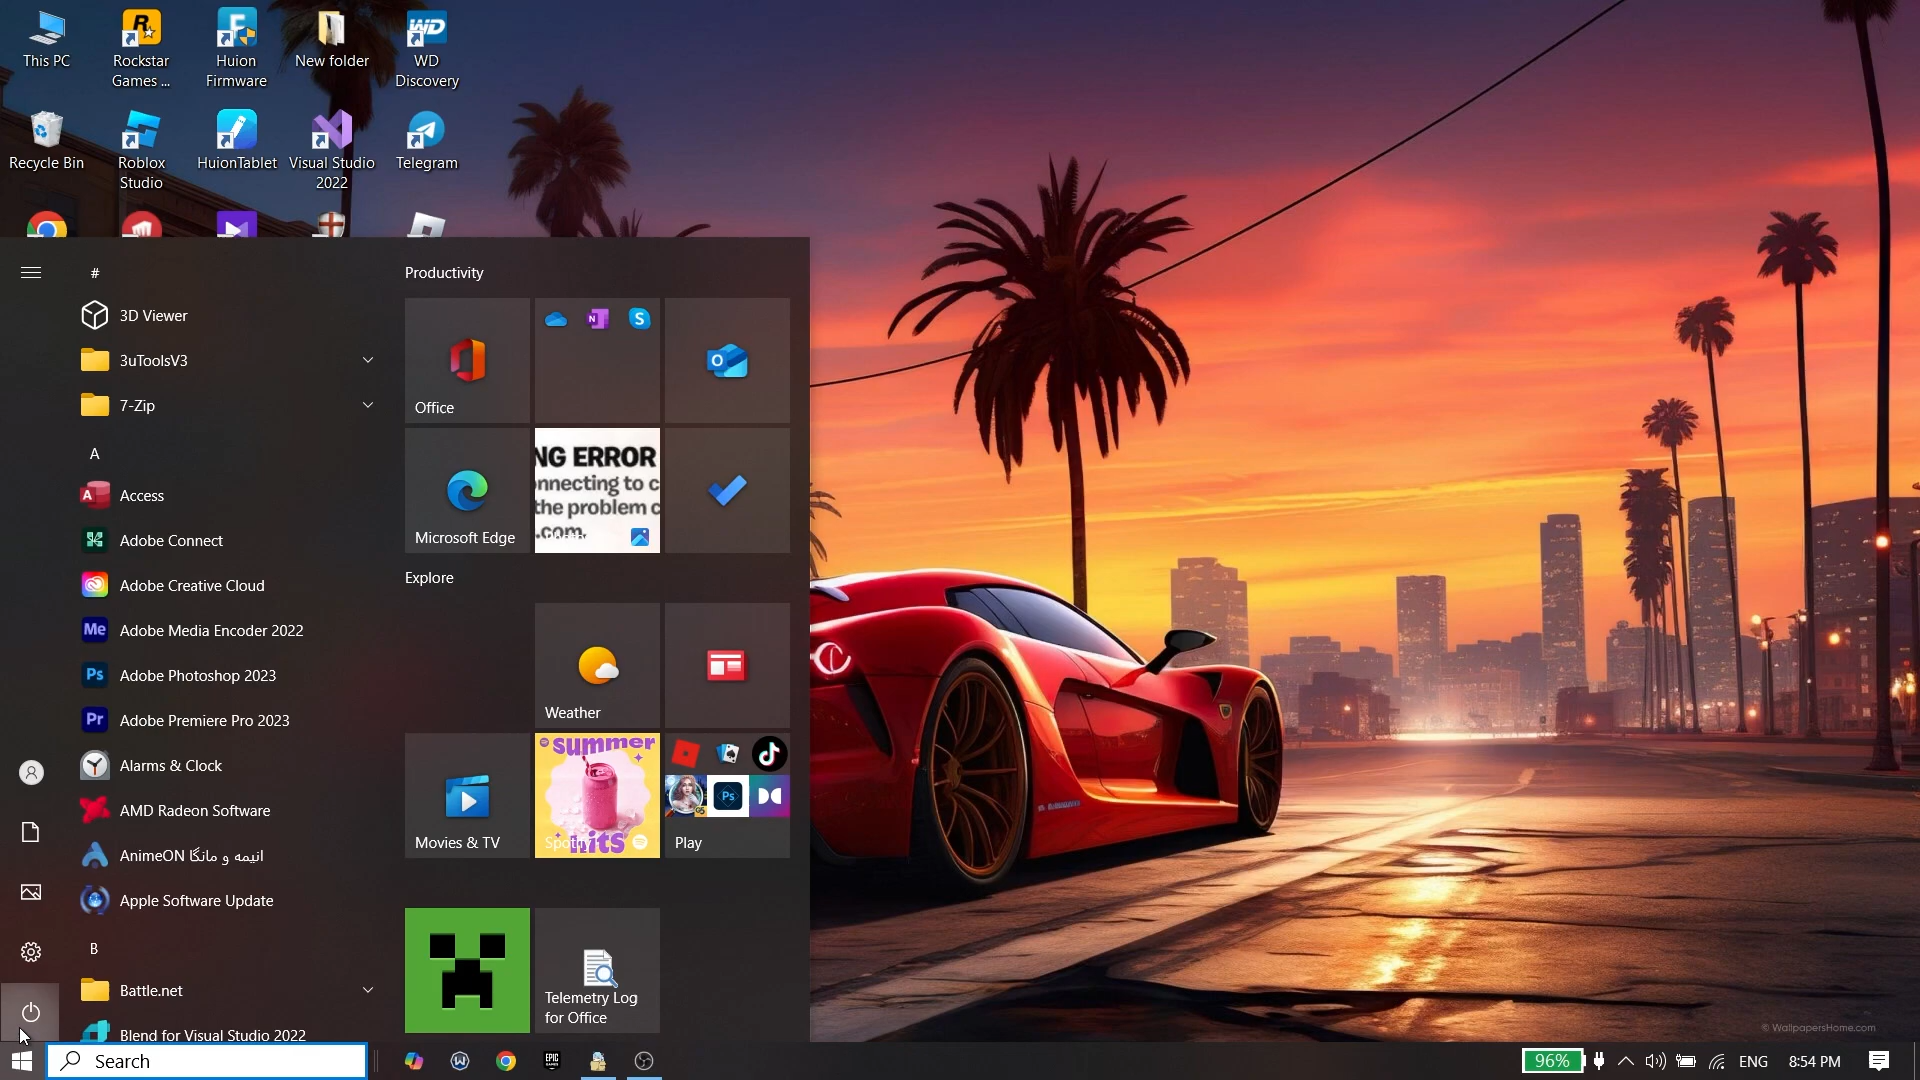 This PC
Rockstar
Games ...
Huion
Firmware
New folder
WD
Discovery
Recycle Bin
Roblox
Studio
HuionTablet
Visual Studio
2022
Telegram
#
3D Viewer
3uToolsV3
7-Zip
A
Access
Adobe Connect
Adobe Creative Cloud
Adobe Media Encoder 2022
Adobe Photoshop 2023
Adobe Premiere Pro 2023
Alarms & Clock
AMD Radeon Software
AnimeON انیمه و مانگا
Apple Software Update
B
Battle.net
Blend for Visual Studio 2022
Productivity
Office
Microsoft Edge
NG ERROR
onnecting to c
the problem c
.com.
Explore
Weather
Movies & TV
summer
hits
Spotify
Play
Telemetry Log
for Office
Search
EPIC
GAMES
96%
ENG
8:54 PM
© WallpapersHome.com